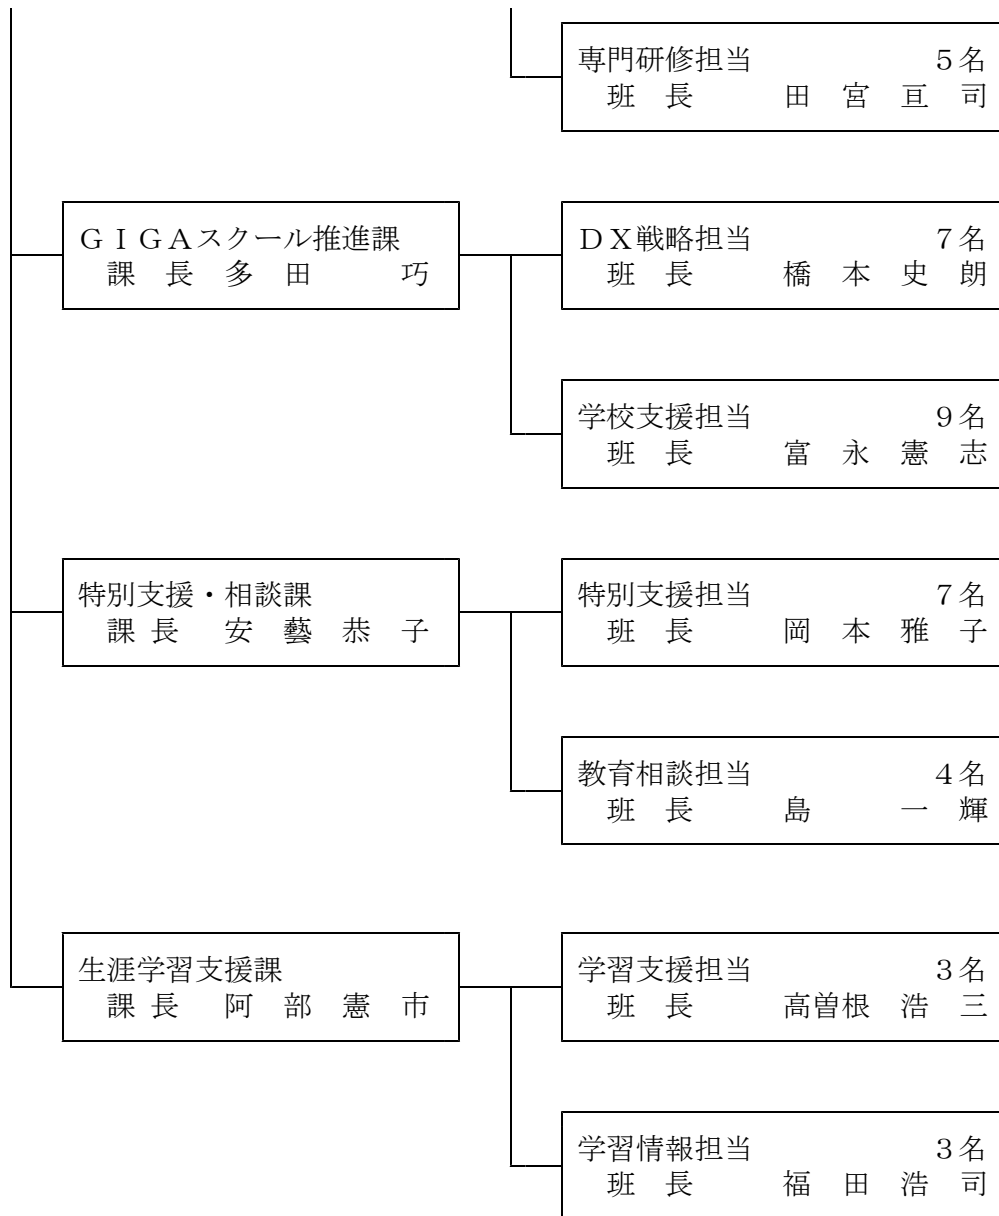 専門研修担当 5名
班 長 田 宮 亘 司
ＧＩＧＡスクール推進課
課 長 多 田 巧
ＤＸ戦略担当 7名
班 長 橋 本 史 朗
学校支援担当 9名
班 長 富 永 憲 志
特別支援・相談課
課 長 安 藝 恭 子
特別支援担当 7名
班 長 岡 本 雅 子
教育相談担当 4名
班 長 島 一 輝
生涯学習支援課
課 長 阿 部 憲 市
学習支援担当 3名
班 長 高曽根 浩 三
学習情報担当 3名
班 長 福 田 浩 司